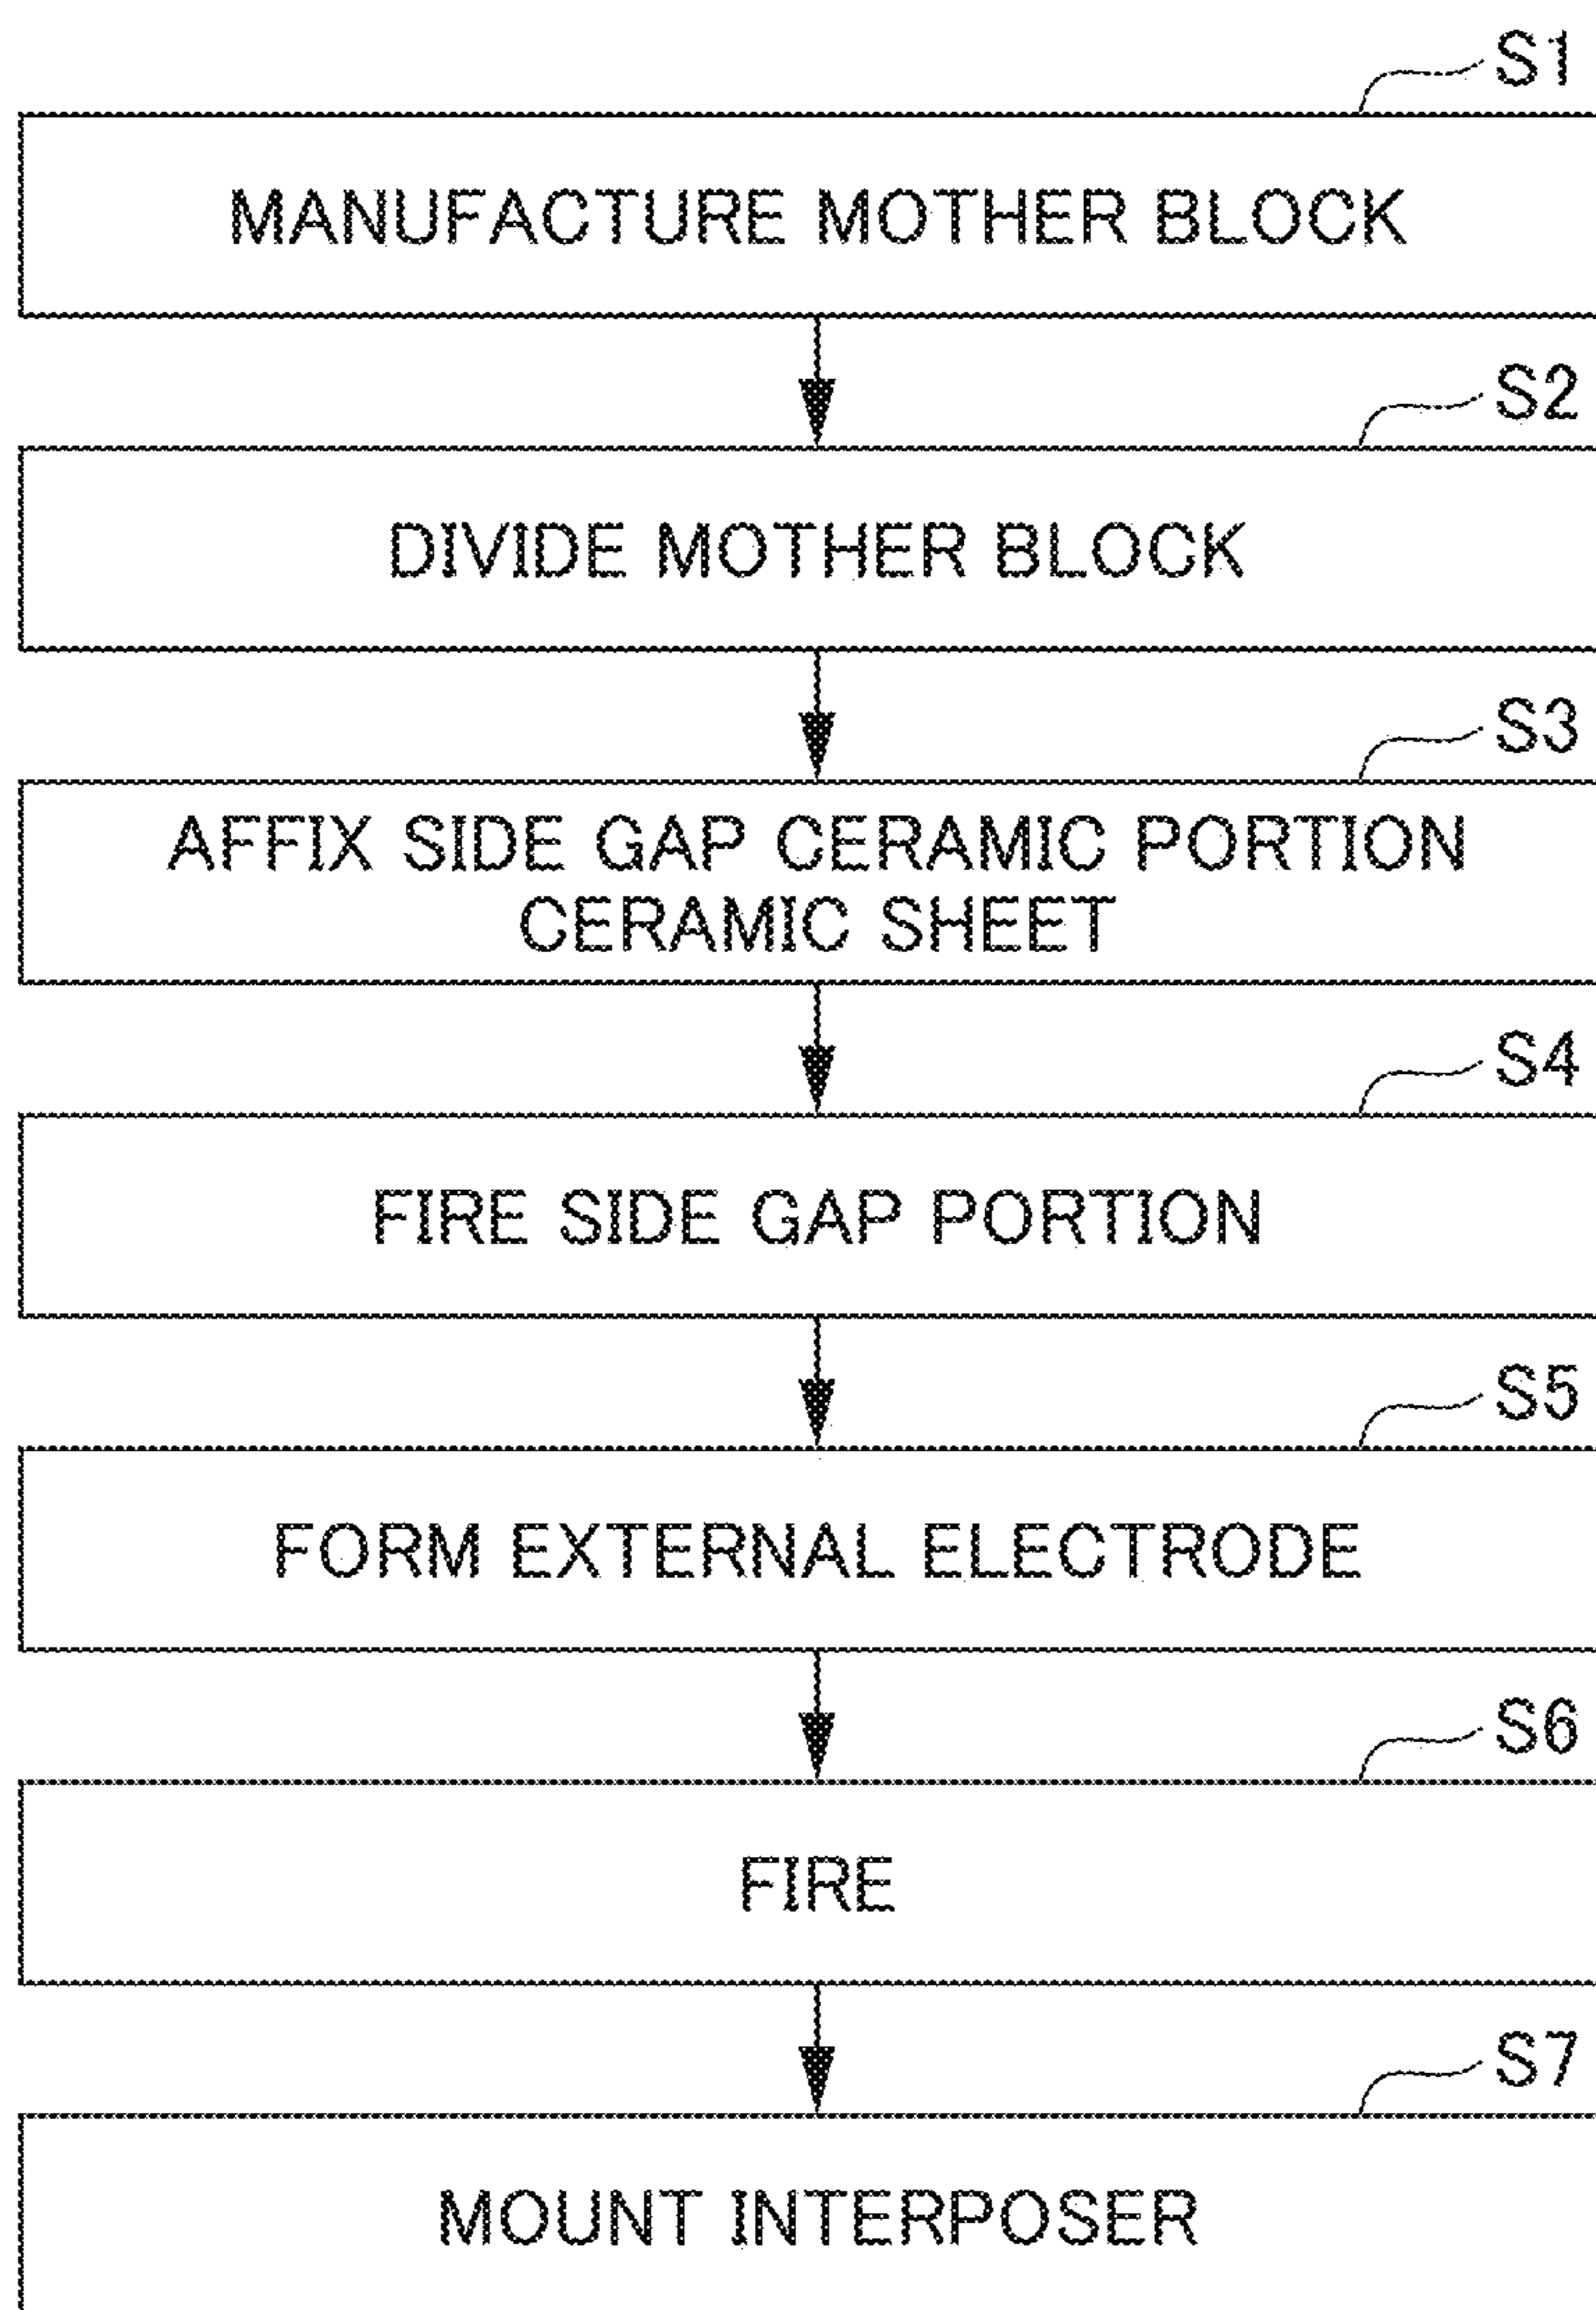 S1
MANUFACTURE MOTHER BLOCK
S2
DIVIDE MOTHER BLOCK
S3
AFFIX SIDE GAP CERAMIC PORTION
CERAMIC SHEET
S4
FIRE SIDE GAP PORTION
S5
FORM EXTERNAL ELECTRODE
S6
FIRE
S7
MOUNT INTERPOSER